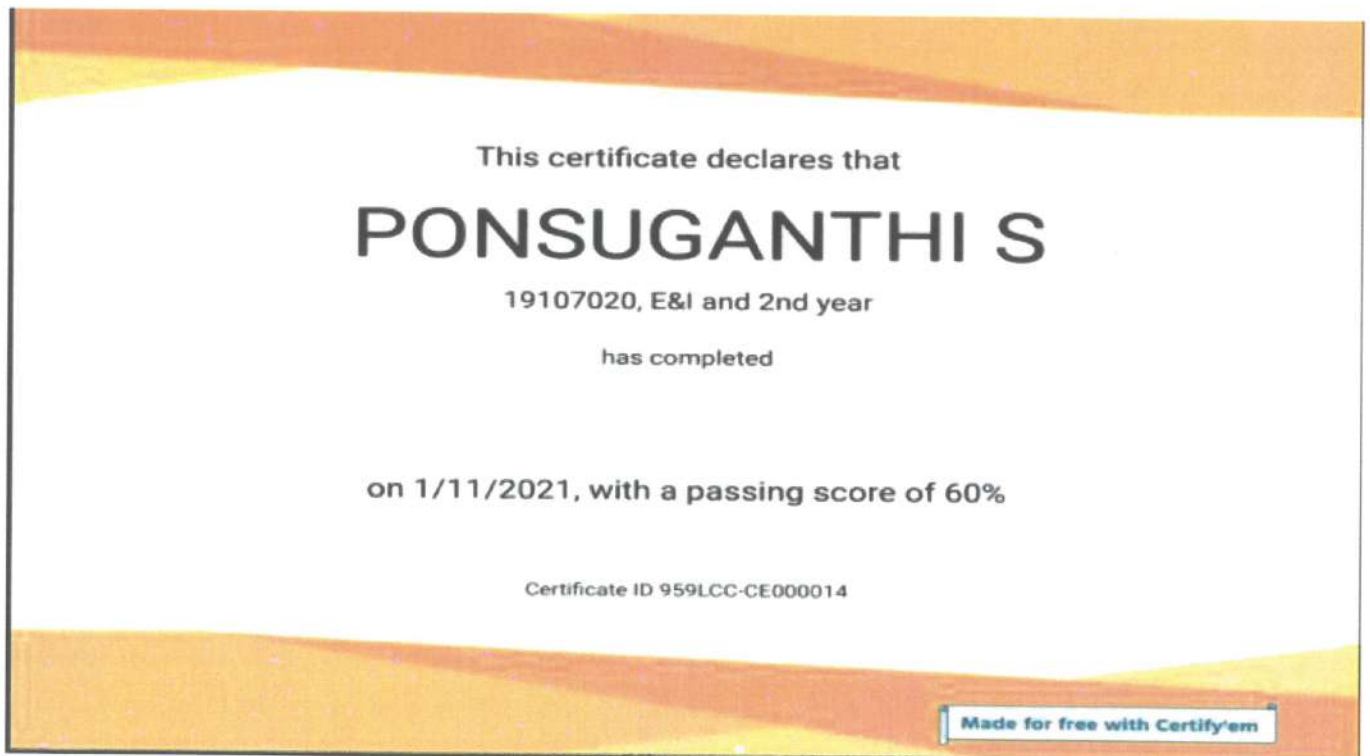 This certificate declares that
PONSUGANTHI S
19107020, E&I and 2nd year
has completed
on 1/11/2021, with a passing score of 60%
Certificate ID 959LCC-CE000014
Made for free with Certify'em